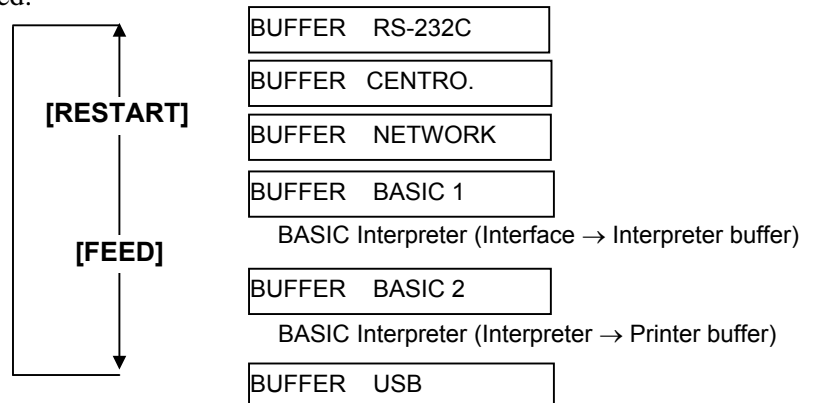 BUFFER RS-232C
BUFFER CENTRO.
[RESTART]
BUFFER NETWORK
BUFFER BASIC 1
BASIC Interpreter (Interface → Interpreter buffer)
[FEED]
BUFFER BASIC 2
BASIC Interpreter (Interpreter → Printer buffer)
BUFFER USB